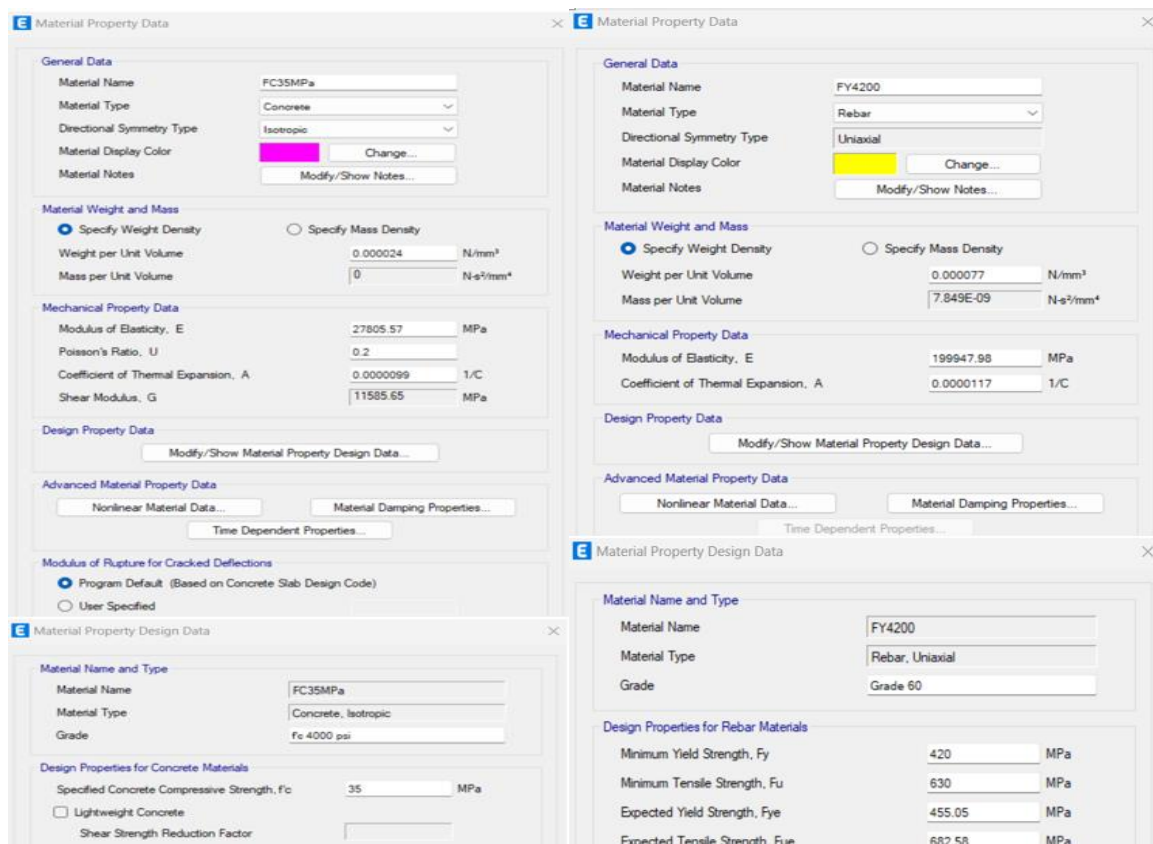 Material Property Data
General Data
Material Name FC35MPa
Material Type Concrete
Directional Symmetry Type Isotropic
Material Display Color Change...
Material Notes Modify/Show Notes...
Material Weight and Mass
Specify Weight Density Specify Mass Density
Weight per Unit Volume 0.000024 N/mm³
Mass per Unit Volume 0 N-s²/mm⁴
Mechanical Property Data
Modulus of Elasticity, E 27805.57 MPa
Poisson's Ratio, U 0.2
Coefficient of Thermal Expansion, A 0.0000099 1/C
Shear Modulus, G 11585.65 MPa
Design Property Data
Modify/Show Material Property Design Data...
Advanced Material Property Data
Nonlinear Material Data... Material Damping Properties...
Time Dependent Properties...
Modulus of Rupture for Cracked Deflections
Program Default (Based on Concrete Slab Design Code)
User Specified
Material Property Design Data
Material Name and Type
Material Name FC35MPa
Material Type Concrete, Isotropic
Grade f'c 4000 psi
Design Properties for Concrete Materials
Specified Concrete Compressive Strength, f'c 35 MPa
Lightweight Concrete
Shear Strength Reduction Factor
Material Property Data
General Data
Material Name FY4200
Material Type Rebar
Directional Symmetry Type Uniaxial
Material Display Color Change...
Material Notes Modify/Show Notes...
Material Weight and Mass
Specify Weight Density Specify Mass Density
Weight per Unit Volume 0.000077 N/mm³
Mass per Unit Volume 7.849E-09 N-s²/mm⁴
Mechanical Property Data
Modulus of Elasticity, E 199947.98 MPa
Coefficient of Thermal Expansion, A 0.0000117 1/C
Design Property Data
Modify/Show Material Property Design Data...
Advanced Material Property Data
Nonlinear Material Data... Material Damping Properties...
Time Dependent Properties...
Material Property Design Data
Material Name and Type
Material Name FY4200
Material Type Rebar, Uniaxial
Grade Grade 60
Design Properties for Rebar Materials
Minimum Yield Strength, Fy 420 MPa
Minimum Tensile Strength, Fu 630 MPa
Expected Yield Strength, Fye 455.05 MPa
Expected Tensile Strength, Fue 682.58 MPa